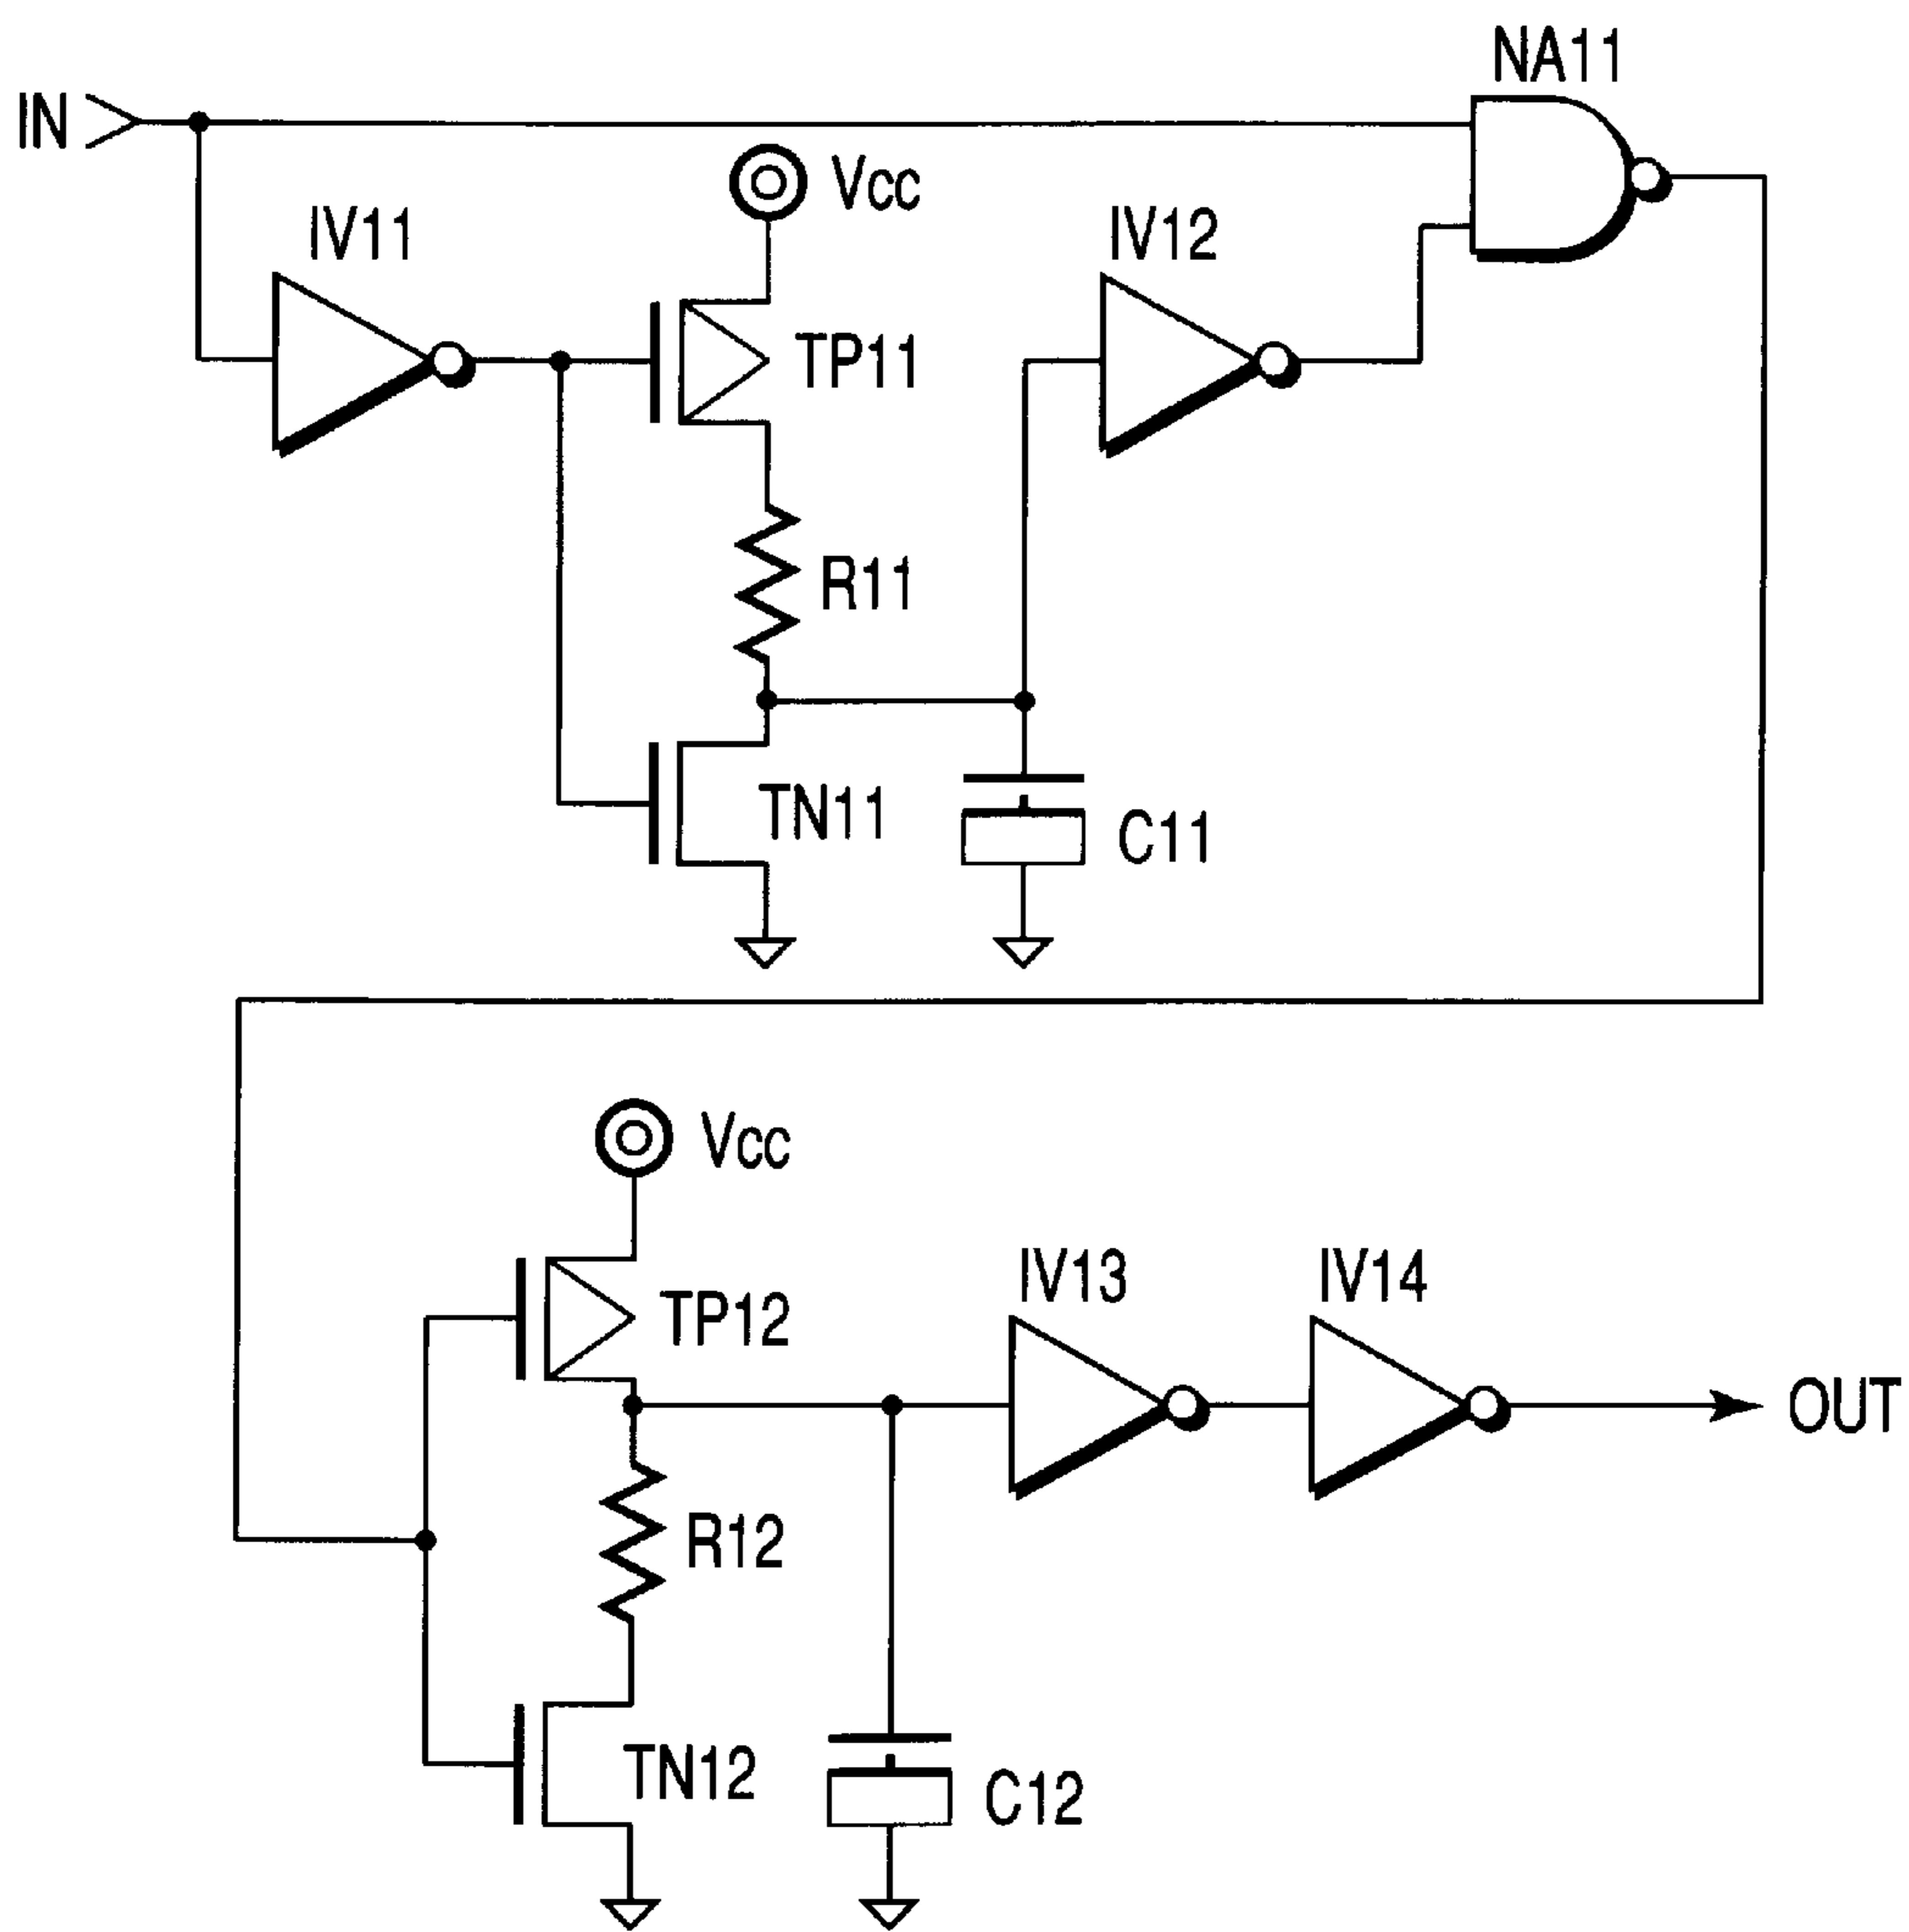 NA11
IN
Vcc
IV11
IV12
TP11
R11
TN11
C11
Vcc
IV13
IV14
TP12
OUT
R12
TN12
C12